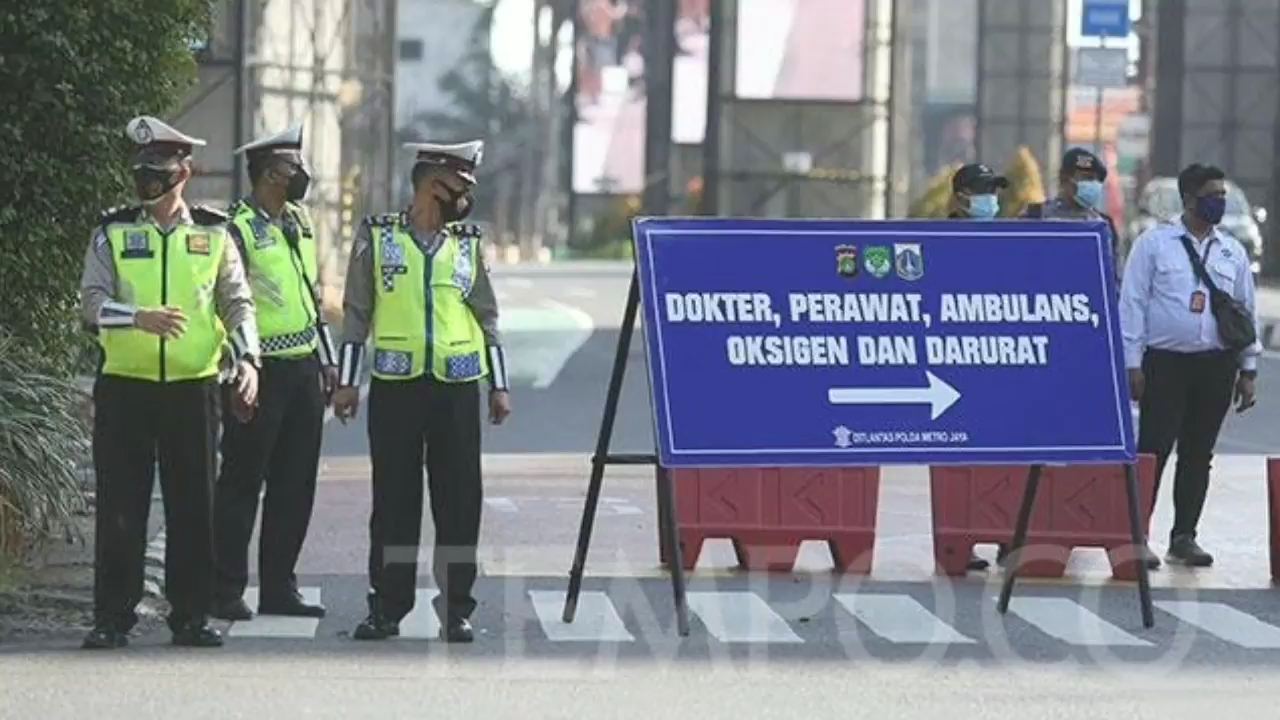 DOKTER, PERAWAT, AMBULANS,
OKSIGEN DAN DARURAT
DITLANTAS POLDA METRO JAYA
TEMPO.CO